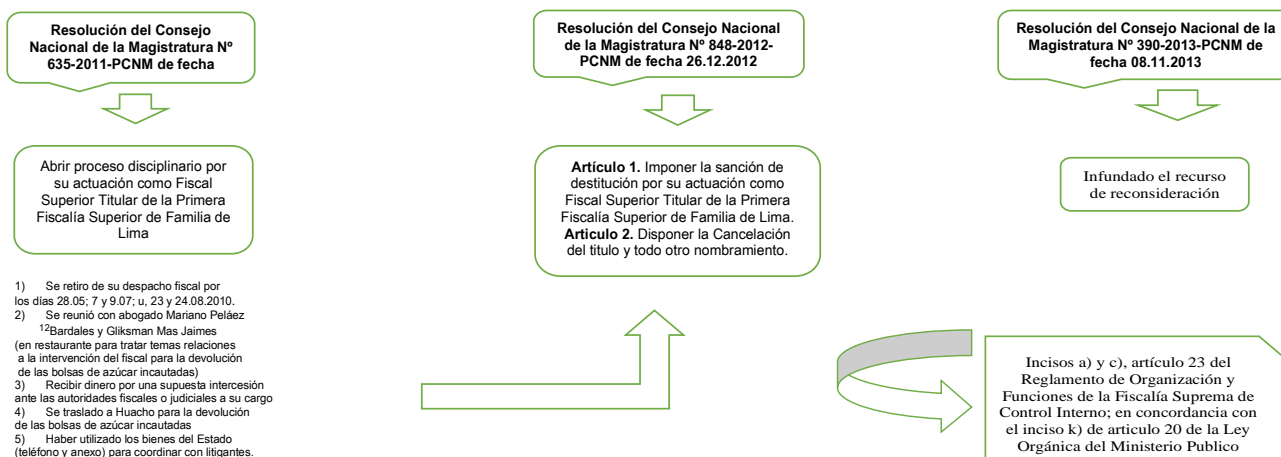 Resolución del Consejo
Nacional de la Magistratura Nº
635-2011-PCNM de fecha
Abrir proceso disciplinario por
su actuación como Fiscal
Superior Titular de la Primera
Fiscalía Superior de Familia de
Lima
1) Se retiro de su despacho fiscal por
los días 28.05; 7 y 9.07; u, 23 y 24.08.2010.
2) Se reunió con abogado Mariano Peláez
12Bardales y Gliksman Mas Jaimes
(en restaurante para tratar temas relaciones
a la intervención del fiscal para la devolución
de las bolsas de azúcar incautadas)
3) Recibir dinero por una supuesta intercesión
ante las autoridades fiscales o judiciales a su cargo
4) Se traslado a Huacho para la devolución
de las bolsas de azúcar incautadas
5) Haber utilizado los bienes del Estado
(teléfono y anexo) para coordinar con litigantes.
Resolución del Consejo Nacional
de la Magistratura Nº 848-2012-
PCNM de fecha 26.12.2012
Artículo 1. Imponer la sanción de
destitución por su actuación como
Fiscal Superior Titular de la Primera
Fiscalía Superior de Familia de Lima.
Articulo 2. Disponer la Cancelación
del titulo y todo otro nombramiento.
Resolución del Consejo Nacional de la
Magistratura Nº 390-2013-PCNM de
fecha 08.11.2013
Infundado el recurso
de reconsideración
Incisos a) y c), artículo 23 del
Reglamento de Organización y
Funciones de la Fiscalía Suprema de
Control Interno; en concordancia con
el inciso k) de articulo 20 de la Ley
Orgánica del Ministerio Publico